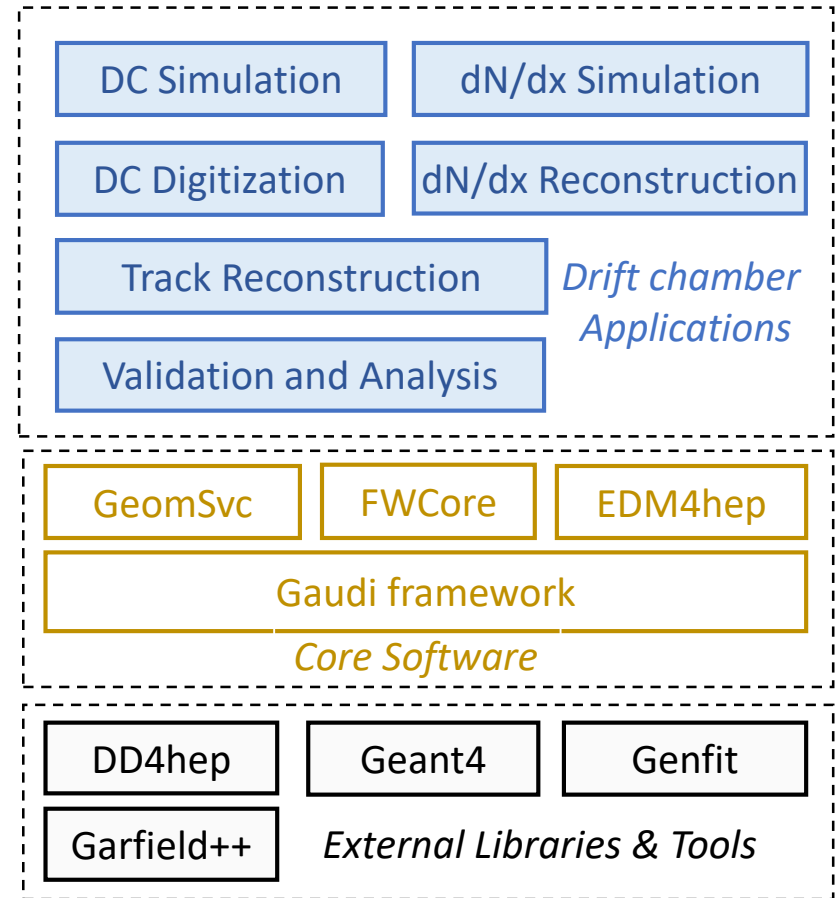 DC Simulation
dN/dx Simulation
DC Digitization
dN/dx Reconstruction
Track Reconstruction
Drift chamber
Applications
Validation and Analysis
GeomSvc
FWCore
EDM4hep
Gaudi framework
Core Software
DD4hep
Geant4
Genfit
Garfield++
External Libraries & Tools